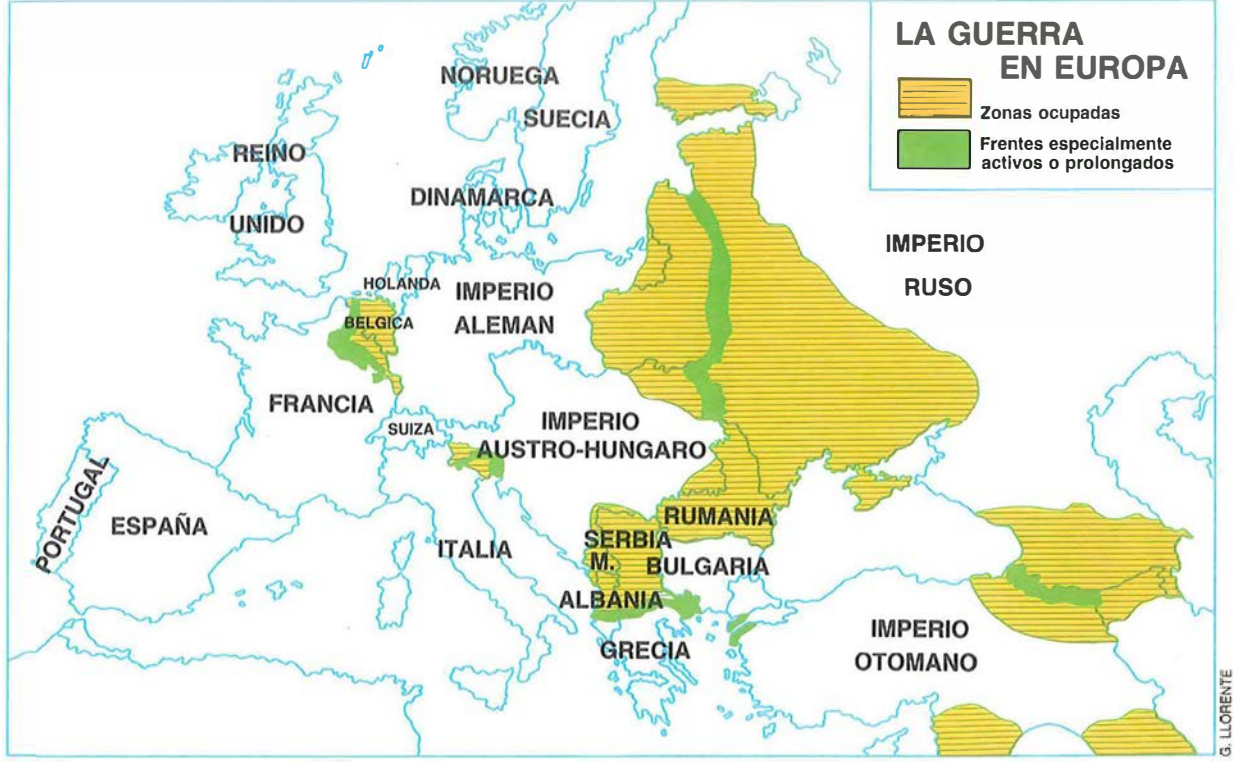 LA GUERRA
EN EUROPA
Zonas ocupadas
Frentes especialmente
activos o prolongados
NORUEGA
SUECIA
REINO
UNIDO
DINAMARCA
IMPERIO
RUSO
HOLANDA
IMPERIO
ALEMAN
BELGICA
FRANCIA
SUIZA
IMPERIO
AUSTRO-HUNGARO
PORTUGAL
ESPAÑA
ITALIA
RUMANIA
SERBIA
M.
BULGARIA
ALBANIA
GRECIA
IMPERIO
OTOMANO
G. LLORENTE